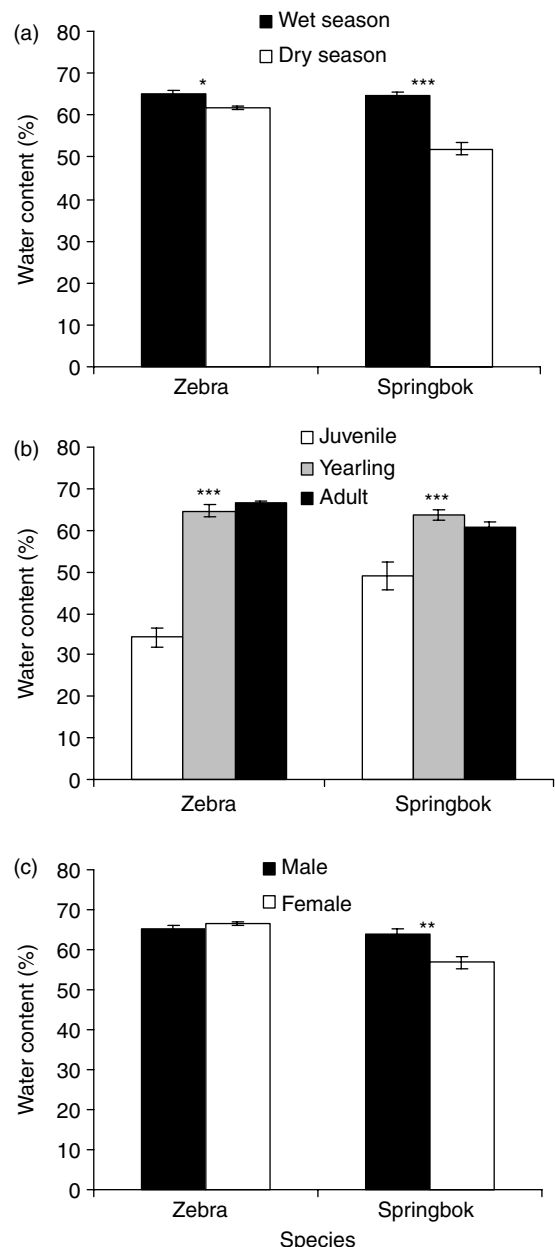 (a)
Wet season
Dry season
Water content (%)
80
70
60
50
40
30
20
10
0
* ***
Zebra Springbok
(b)
Juvenile
Yearling
Adult
Water content (%)
80
70
60
50
40
30
20
10
0
*** ***
Zebra Springbok
(c)
Male
Female
Water content (%)
80
70
60
50
40
30
20
10
0
**
Zebra Springbok
Species